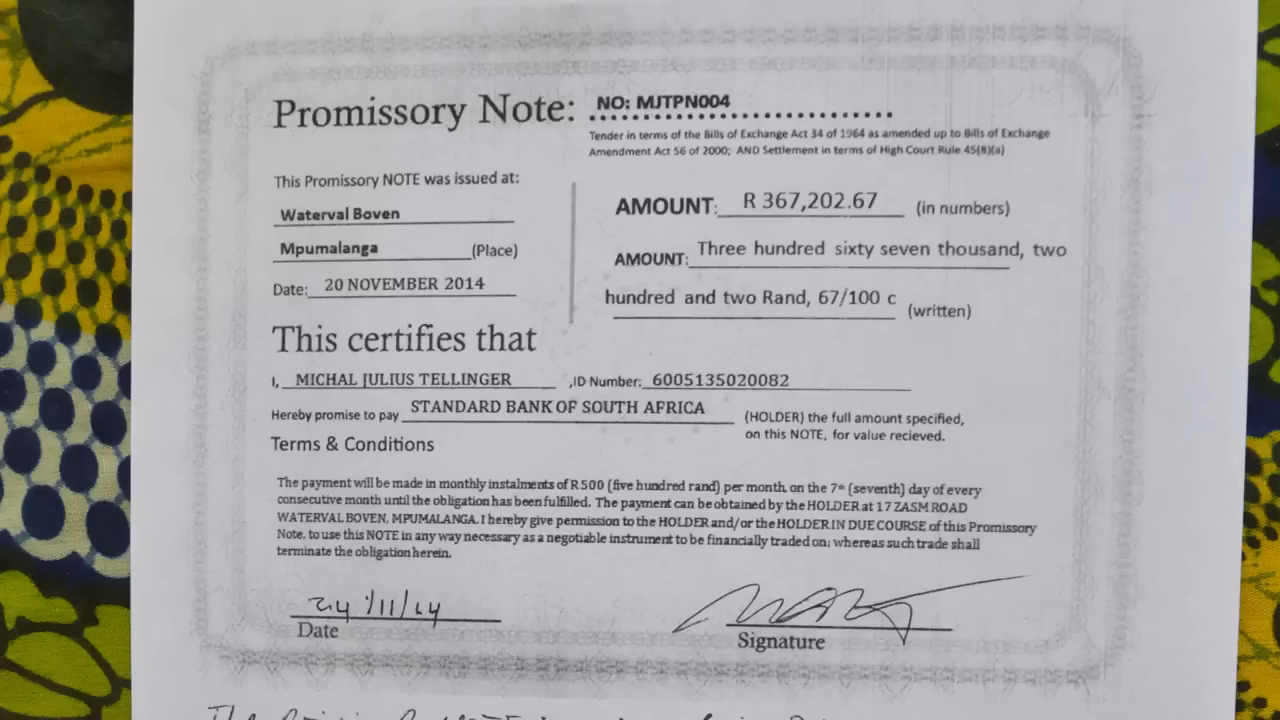 Promissory Note: NO: MJTPN004
Tender in terms of the Bills of Exchange Act 34 of 1964 as amended up to Bills of Exchange
Amendment Act 56 of 2000; AND Settlement in terms of High Court Rule 45(8)(a)
This Promissory NOTE was issued at:
Waterval Boven
Mpumalanga (Place)
Date: 20 NOVEMBER 2014
AMOUNT: R 367,202.67 (in numbers)
AMOUNT: Three hundred sixty seven thousand, two
hundred and two Rand, 67/100 c (written)
This certifies that
I, MICHAL JULIUS TELLINGER ,ID Number: 6005135020082
Hereby promise to pay STANDARD BANK OF SOUTH AFRICA (HOLDER) the full amount specified,
on this NOTE, for value recieved.
Terms & Conditions
The payment will be made in monthly instalments of R 500 (five hundred rand) per month, on the 7th (seventh) day of every
consecutive month until the obligation has been fulfilled. The payment can be obtained by the HOLDER at 17 ZASM ROAD
WATERVAL BOVEN, MPUMALANGA. I hereby give permission to the HOLDER and/or the HOLDER IN DUE COURSE of this Promissory
Note, to use this NOTE in any way necessary as a negotiable instrument to be financially traded on; whereas such trade shall
terminate the obligation herein.
24/11/14
Date
Signature